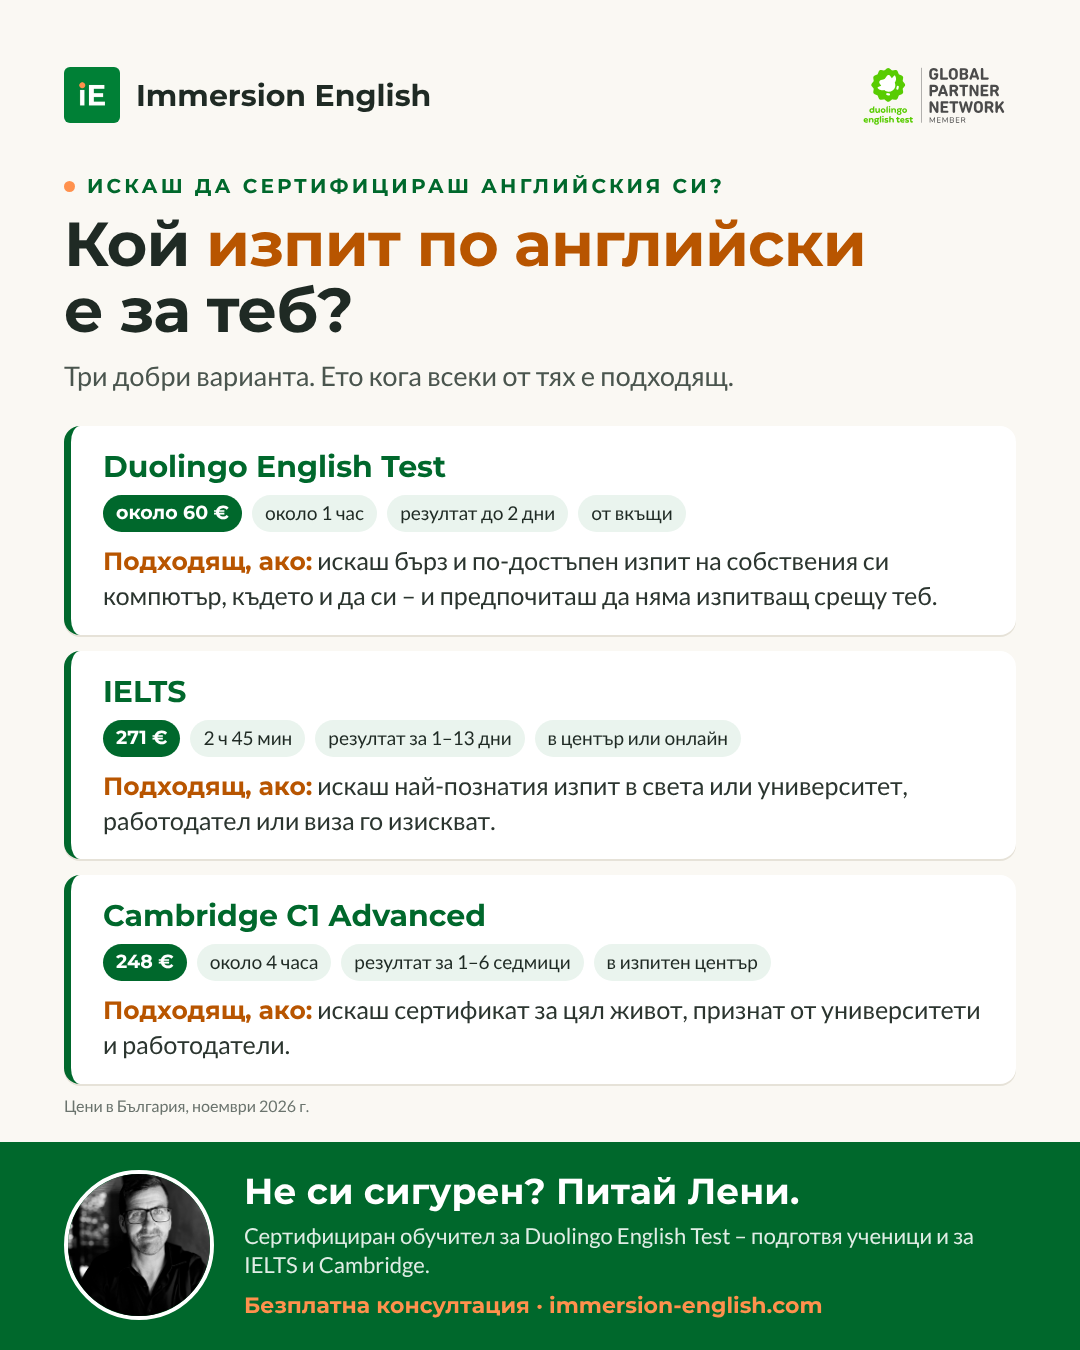 iE Immersion English
duolingo
english test
GLOBAL
PARTNER
NETWORK
MEMBER
ИСКАШ ДА СЕРТИФИЦИРАШ АНГЛИЙСКИЯ СИ?
Кой изпит по английски
е за теб?
Три добри варианта. Ето кога всеки от тях е подходящ.
Duolingo English Test
около 60 € около 1 час резултат до 2 дни от вкъщи
Подходящ, ако: искаш бърз и по-достъпен изпит на собствения си
компютър, където и да си – и предпочиташ да няма изпитващ срещу теб.
IELTS
271 € 2 ч 45 мин резултат за 1–13 дни в център или онлайн
Подходящ, ако: искаш най-познатия изпит в света или университет,
работодател или виза го изискват.
Cambridge C1 Advanced
248 € около 4 часа резултат за 1–6 седмици в изпитен център
Подходящ, ако: искаш сертификат за цял живот, признат от университети
и работодатели.
Цени в България, ноември 2026 г.
Не си сигурен? Питай Лени.
Сертифициран обучител за Duolingo English Test – подготвя ученици и за
IELTS и Cambridge.
Безплатна консултация · immersion-english.com